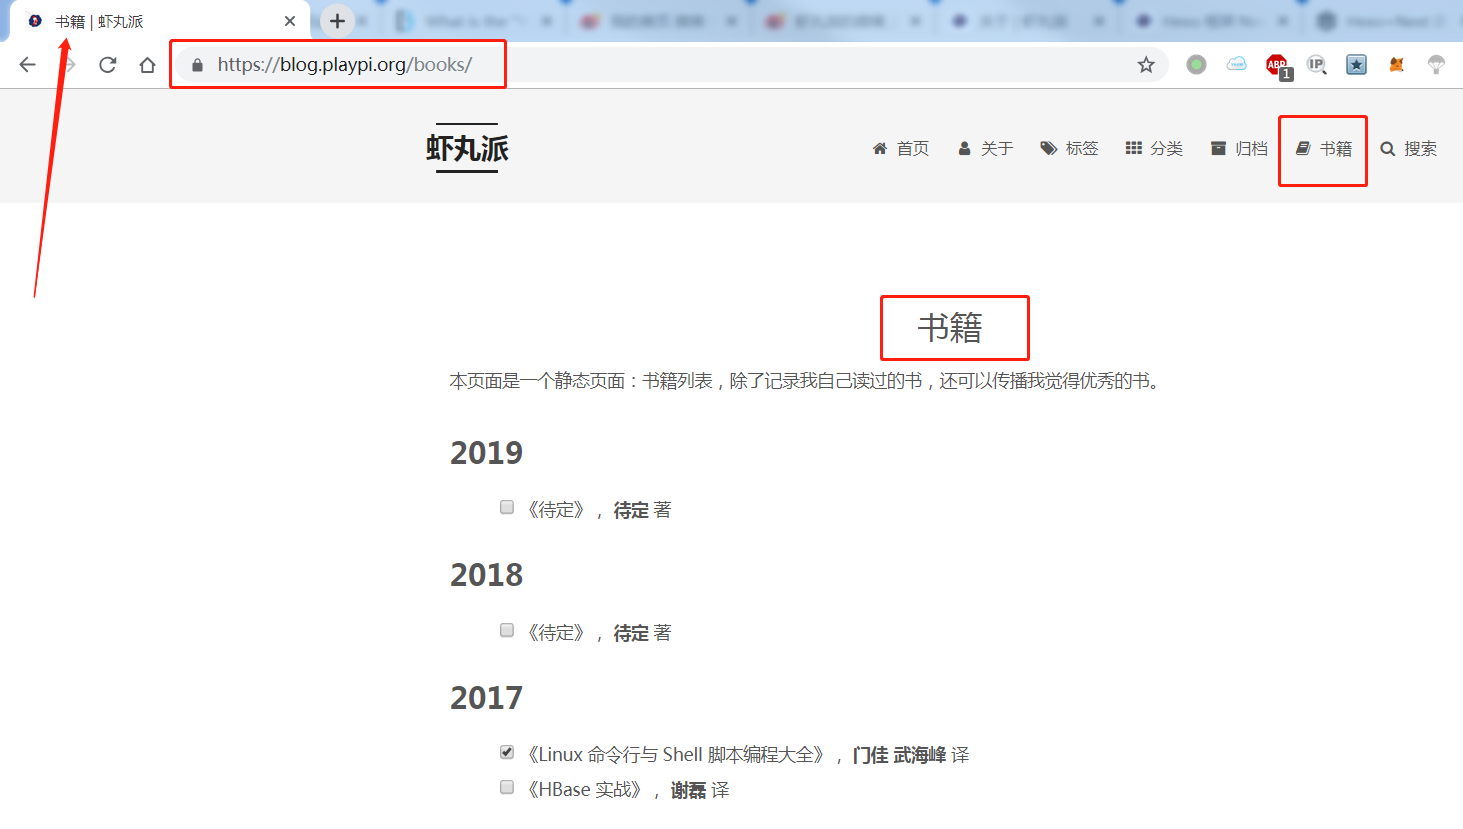 书籍 | 虾丸派
https://blog.playpi.org/books/
ABP
1
IP
虾丸派
首页 关于 标签 分类 归档 书籍 搜索
书籍
本页面是一个静态页面：书籍列表，除了记录我自己读过的书，还可以传播我觉得优秀的书。
2019
《待定》，待定 著
2018
《待定》，待定 著
2017
《Linux 命令行与 Shell 脚本编程大全》，门佳 武海峰 译
《HBase 实战》，谢磊 译